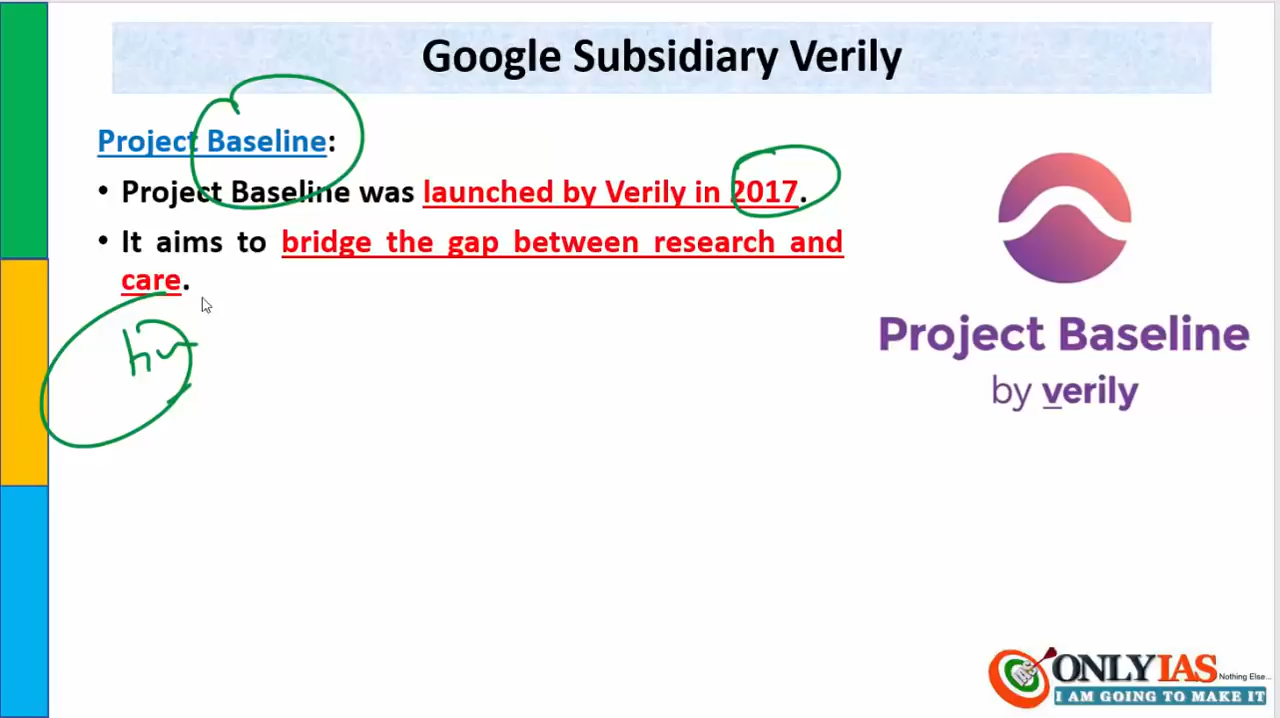 Google Subsidiary Verily
Project Baseline:
• Project Baseline was launched by Verily in 2017.
• It aims to bridge the gap between research and
care.
Project Baseline
by verily
ONLYIAS Nothing Else...
I AM GOING TO MAKE IT